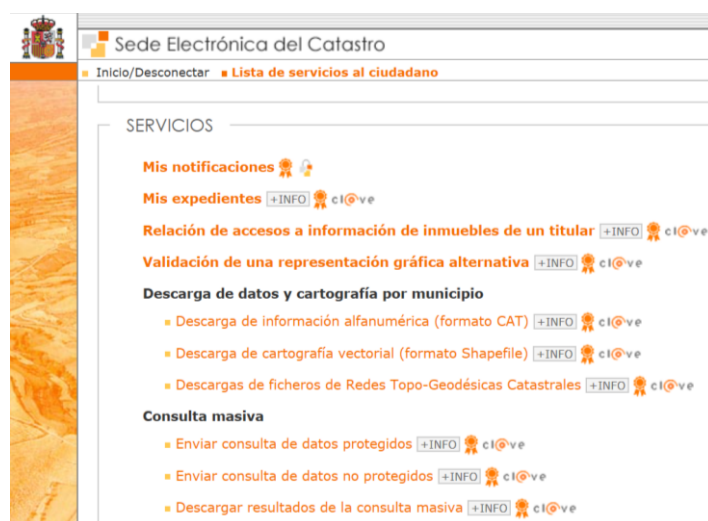 Sede Electrónica del Catastro
Inicio/Desconectar Lista de servicios al ciudadano
SERVICIOS
Mis notificaciones
Mis expedientes +INFO cl@ve
Relación de accesos a información de inmuebles de un titular +INFO cl@ve
Validación de una representación gráfica alternativa +INFO cl@ve
Descarga de datos y cartografía por municipio
Descarga de información alfanumérica (formato CAT) +INFO cl@ve
Descarga de cartografía vectorial (formato Shapefile) +INFO cl@ve
Descargas de ficheros de Redes Topo-Geodésicas Catastrales +INFO cl@ve
Consulta masiva
Enviar consulta de datos protegidos +INFO cl@ve
Enviar consulta de datos no protegidos +INFO cl@ve
Descargar resultados de la consulta masiva +INFO cl@ve